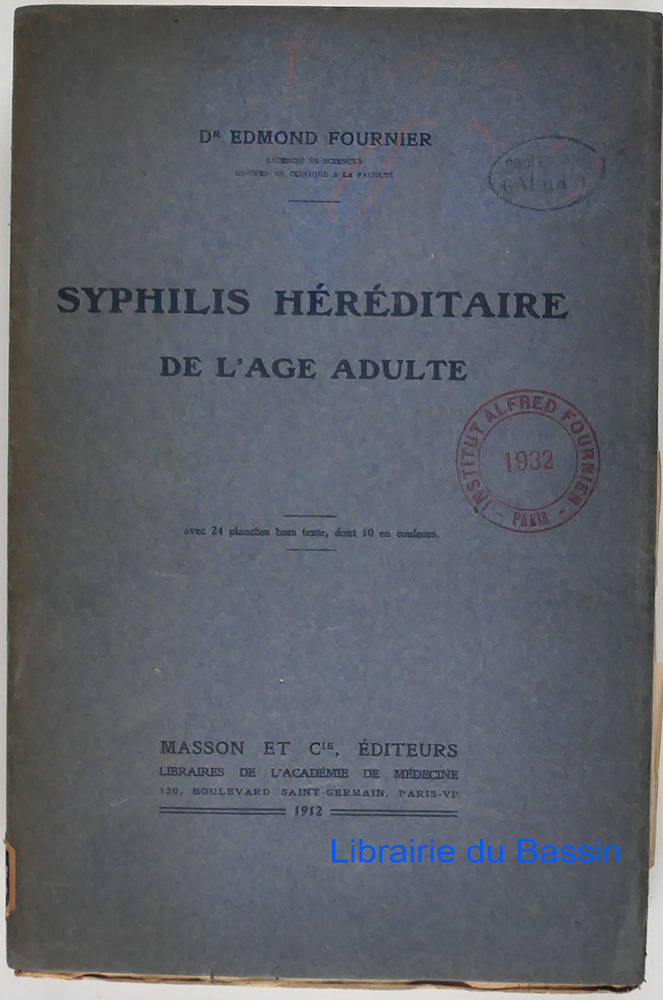 Dᴿ EDMOND FOURNIER
LICENCIÉ ÈS SCIENCES
EX-CHEF DE CLINIQUE A LA FACULTÉ
SYPHILIS HÉRÉDITAIRE
DE L'AGE ADULTE
INSTITUT ALFRED FOURNIER
1932
- PARIS -
avec 24 planches hors texte, dont 10 en couleurs.
MASSON ET Cᴵᴱ, ÉDITEURS
LIBRAIRES DE L'ACADÉMIE DE MÉDECINE
120, BOULEVARD SAINT-GERMAIN, PARIS-VIᵉ
1912
Librairie du Bassin